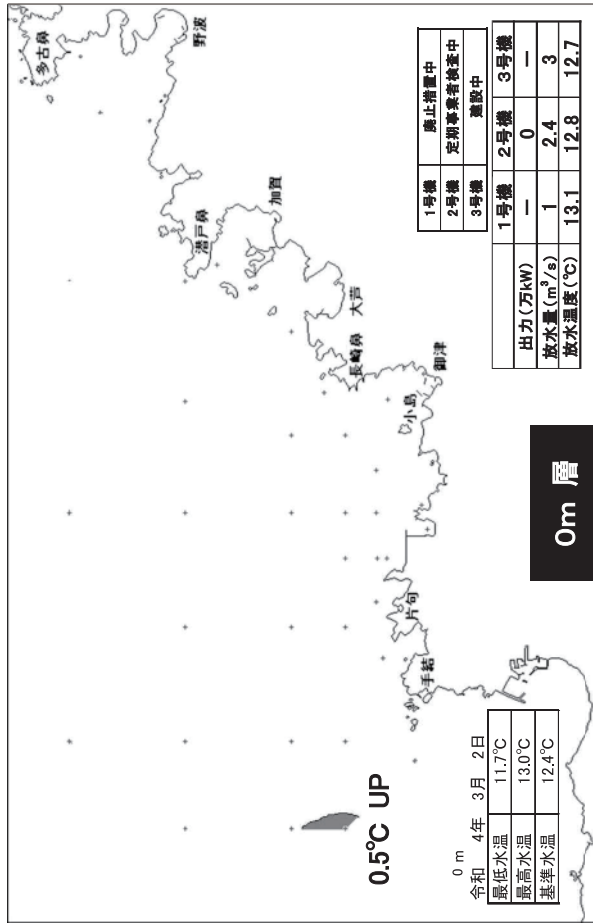 多古鼻
野波
潜戸鼻
加賀
大芦
長崎鼻
御津
小島
片句
手結
0.5℃ UP
0 m
令和 4年 3月 2日
最低水温 11.7℃
最高水温 13.0℃
基準水温 12.4℃
0m 層
1号機 廃止措置中
2号機 定期事業者検査中
3号機 建設中
1号機 2号機 3号機
出力(万kW) — 0 —
放水量(m³/s) 1 2.4 3
放水温度(℃) 13.1 12.8 12.7